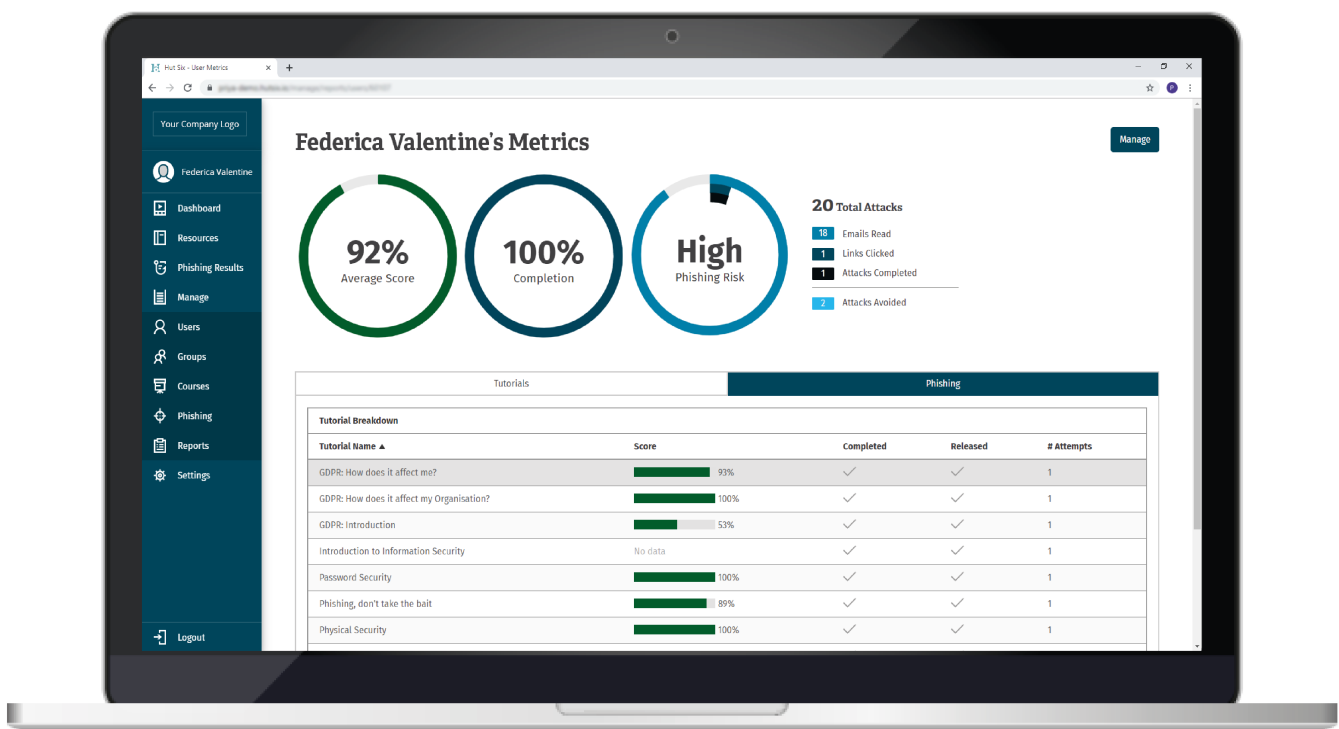 Hut Six - User Metrics
Your Company Logo
Federica Valentine
Dashboard
Resources
Phishing Results
Manage
Users
Groups
Courses
Phishing
Reports
Settings
Logout
Federica Valentine's Metrics
Manage
92%
Average Score
100%
Completion
High
Phishing Risk
20 Total Attacks
18 Emails Read
1 Links Clicked
1 Attacks Completed
2 Attacks Avoided
Tutorials Phishing
Tutorial Breakdown
Tutorial Name ▲ Score Completed Released # Attempts
GDPR: How does it affect me? 93% 1
GDPR: How does it affect my Organisation? 100% 1
GDPR: Introduction 53% 1
Introduction to Information Security No data 1
Password Security 100% 1
Phishing, don't take the bait 89% 1
Physical Security 100% 1